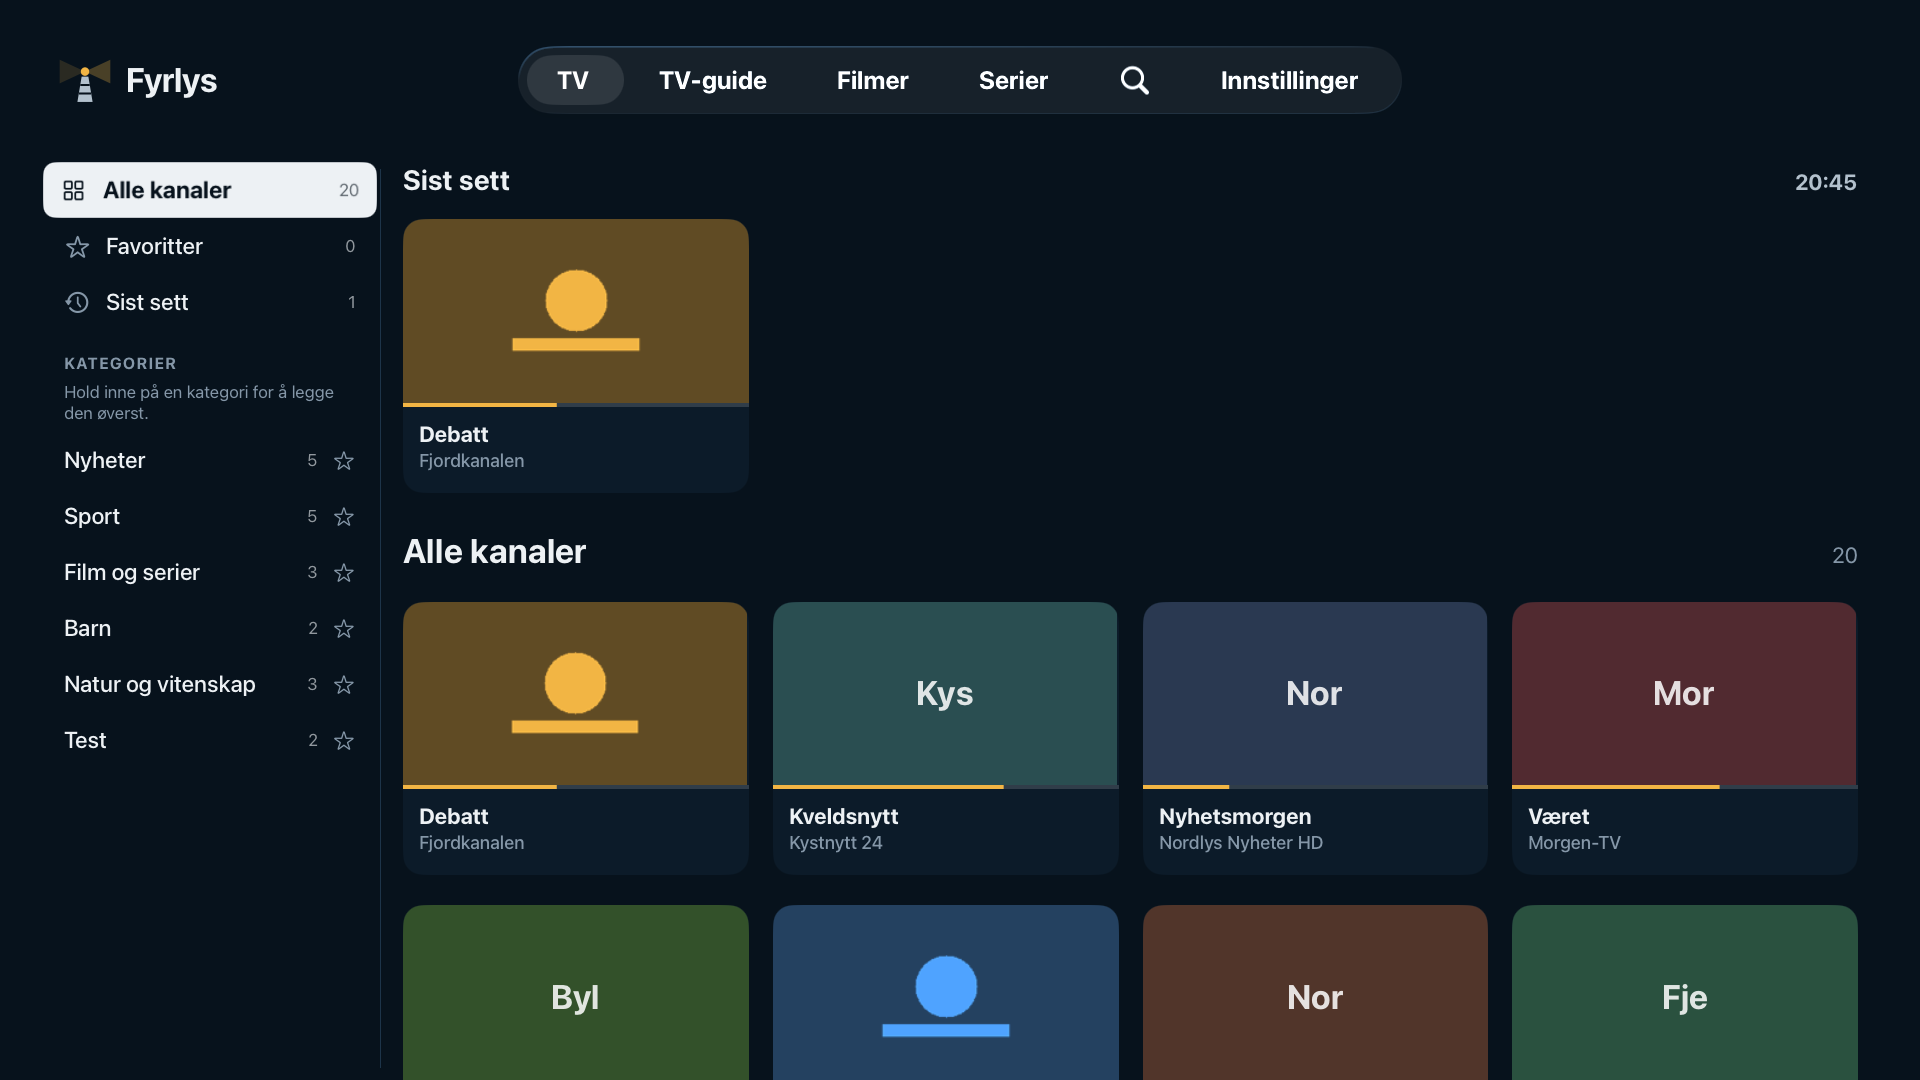 Fyrlys
TV
TV-guide
Filmer
Serier
Innstillinger
Alle kanaler 20
Favoritter 0
Sist sett 1
KATEGORIER
Hold inne på en kategori for å legge
den øverst.
Nyheter 5
Sport 5
Film og serier 3
Barn 2
Natur og vitenskap 3
Test 2
Sist sett
20:45
Debatt
Fjordkanalen
Alle kanaler
20
Debatt
Fjordkanalen
Kys
Kveldsnytt
Kystnytt 24
Nor
Nyhetsmorgen
Nordlys Nyheter HD
Mor
Været
Morgen-TV
Byl
Nor
Fje